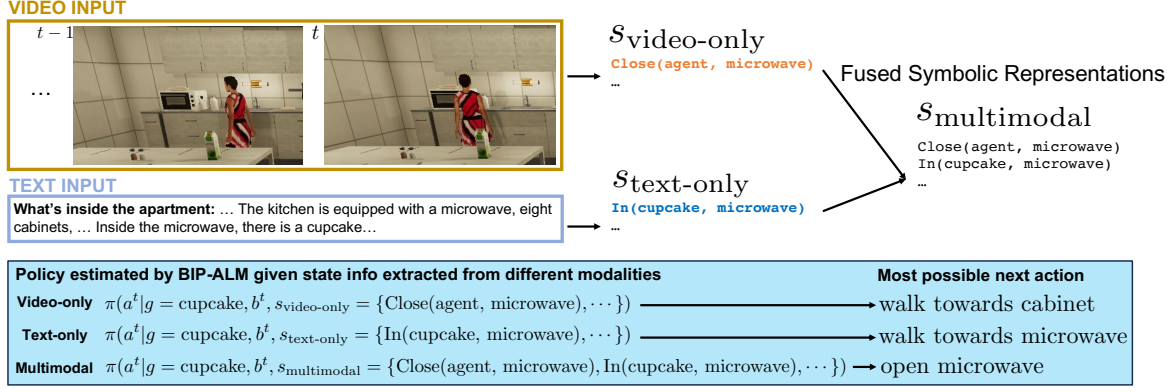 VIDEO INPUT
t − 1
t
...
s_video-only
Close(agent, microwave)
...
Fused Symbolic Representations
s_multimodal
Close(agent, microwave)
In(cupcake, microwave)
...
TEXT INPUT
What's inside the apartment: ... The kitchen is equipped with a microwave, eight
cabinets, ... Inside the microwave, there is a cupcake...
s_text-only
In(cupcake, microwave)
...
Policy estimated by BIP-ALM given state info extracted from different modalities
Most possible next action
Video-only π(a^t|g = cupcake, b^t, s_video-only = {Close(agent, microwave), ⋯ }) walk towards cabinet
Text-only π(a^t|g = cupcake, b^t, s_text-only = {In(cupcake, microwave), ⋯ }) walk towards microwave
Multimodal π(a^t|g = cupcake, b^t, s_multimodal = {Close(agent, microwave), In(cupcake, microwave), ⋯ }) open microwave